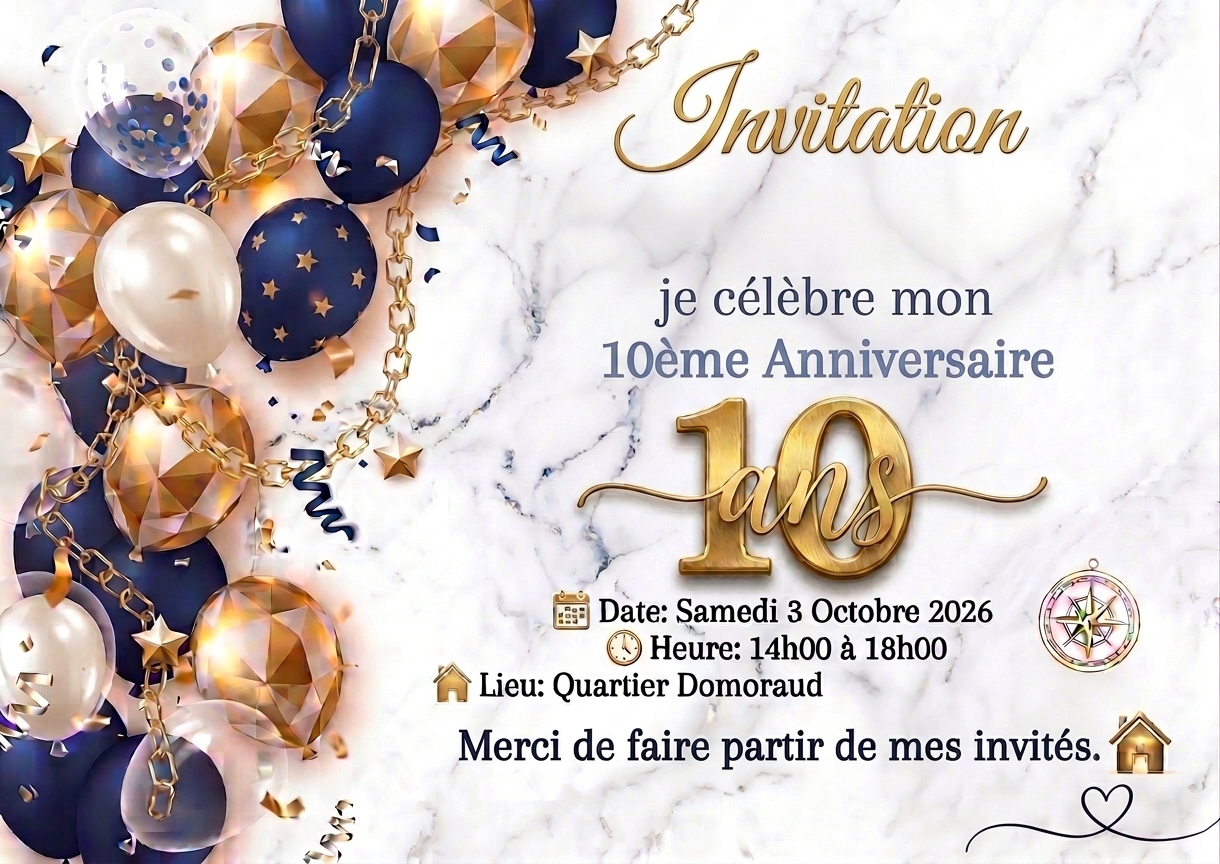 Invitation
je célèbre mon
10ème Anniversaire
10
ans
Date: Samedi 3 Octobre 2026
Heure: 14h00 à 18h00
Lieu: Quartier Domoraud
Merci de faire partir de mes invités.